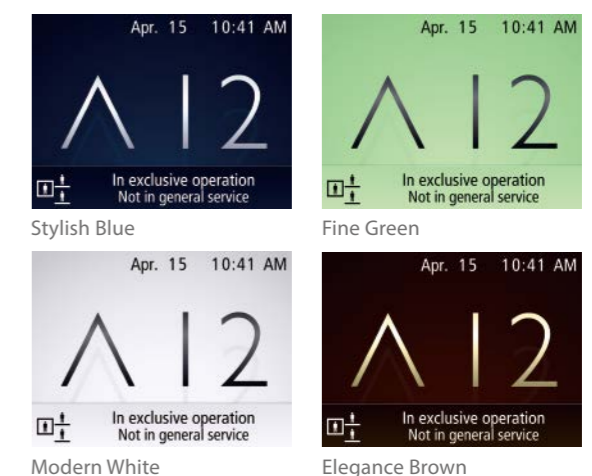 Apr. 15 10:41 AM
12
In exclusive operation
Not in general service
Stylish Blue
Apr. 15 10:41 AM
12
In exclusive operation
Not in general service
Fine Green
Apr. 15 10:41 AM
12
In exclusive operation
Not in general service
Modern White
Apr. 15 10:41 AM
12
In exclusive operation
Not in general service
Elegance Brown